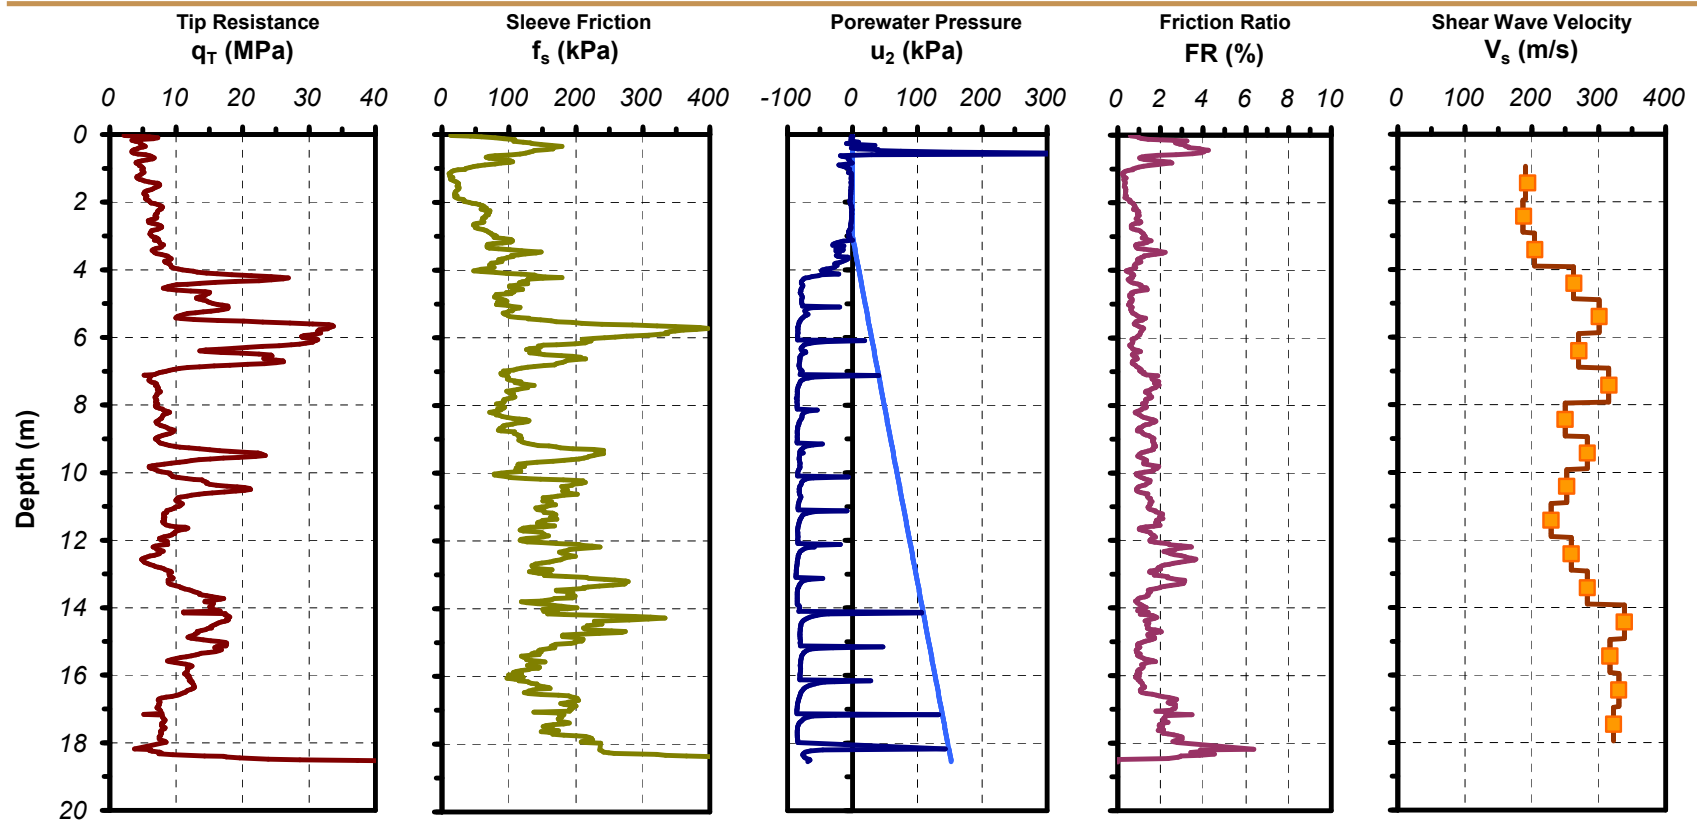 Tip Resistance Sleeve Friction Porewater Pressure Friction Ratio Shear Wave Velocity
qT (MPa) fs (kPa) u2 (kPa) FR (%) Vs (m/s)
0 10 20 30 40 0 100 200 300 400 -100 0 100 200 300 0 2 4 6 8 10 0 100 200 300 400
0
2
4
6
8
Depth (m)
10
12
14
16
18
20